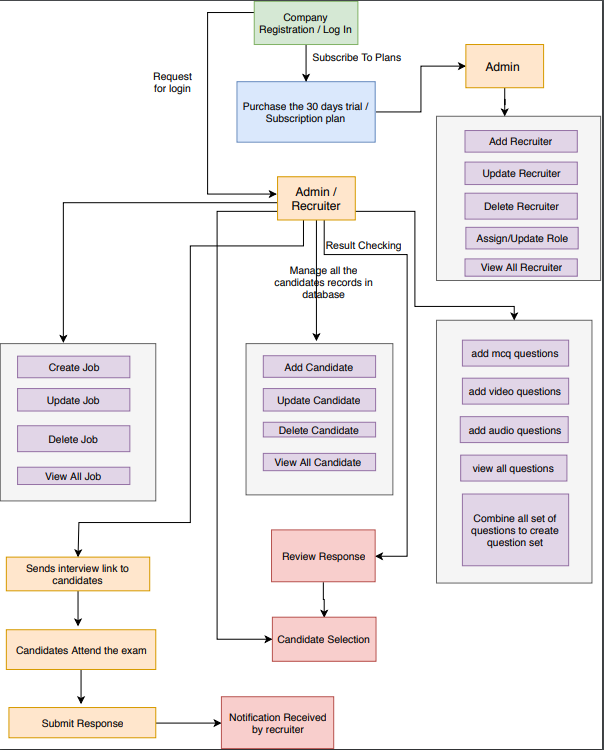 Company
Registration / Log In
Subscribe To Plans
Request
for login
Purchase the 30 days trial /
Subscription plan
Admin
Add Recruiter
Update Recruiter
Delete Recruiter
Assign/Update Role
View All Recruiter
Admin /
Recruiter
Result Checking
Manage all the
candidates records in
database
Create Job
Update Job
Delete Job
View All Job
Add Candidate
Update Candidate
Delete Candidate
View All Candidate
add mcq questions
add video questions
add audio questions
view all questions
Combine all set of
questions to create
question set
Sends interview link to
candidates
Review Response
Candidates Attend the exam
Candidate Selection
Submit Response
Notification Received
by recruiter